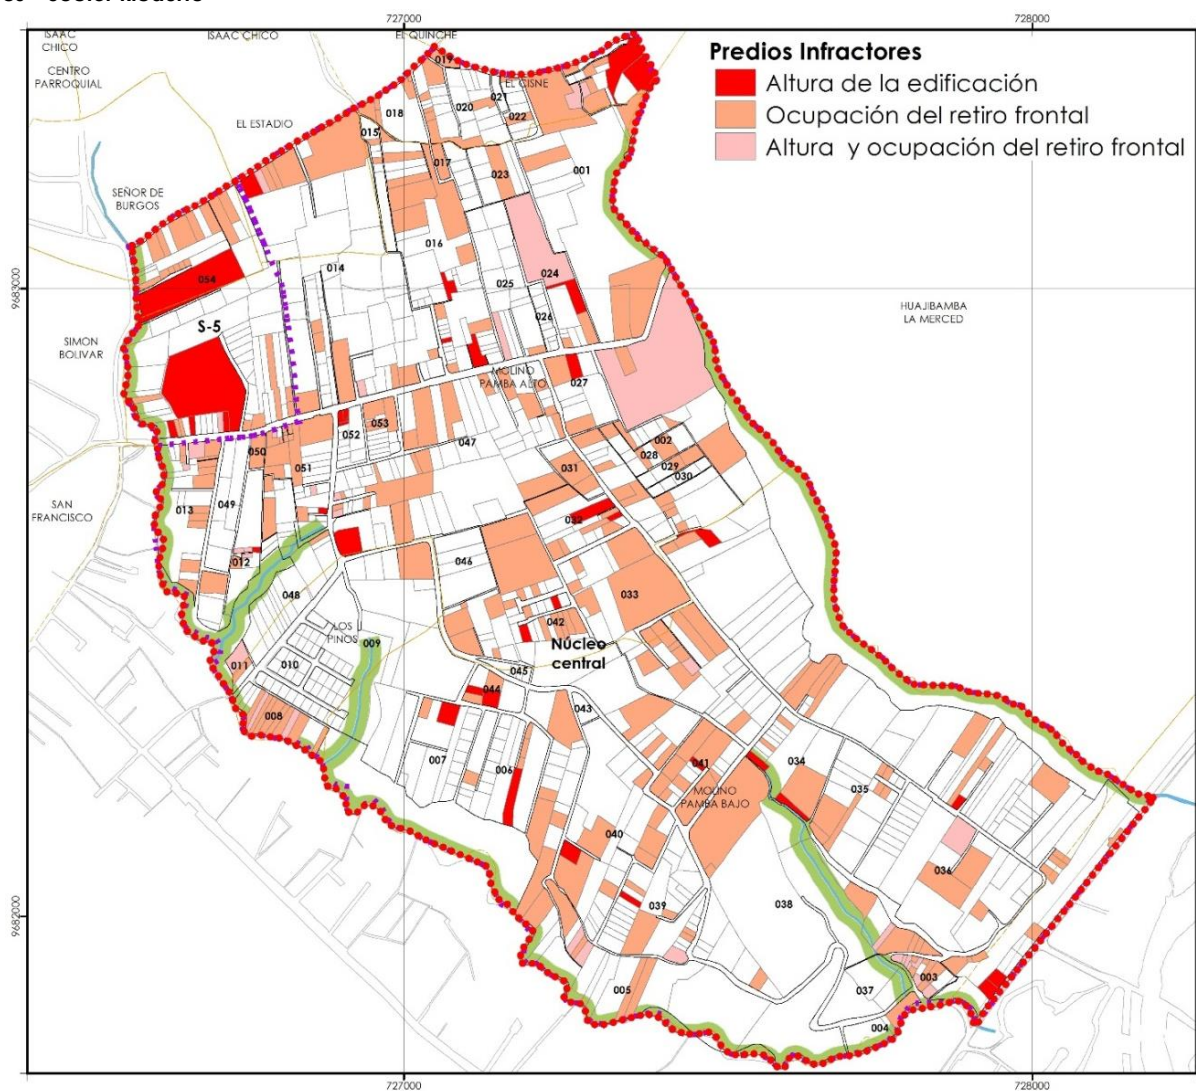 727000
728000
ISAAC
CHICO
ISAAC CHICO
EL QUINCHE
CENTRO
PARROQUIAL
Predios Infractores
Altura de la edificación
Ocupación del retiro frontal
Altura y ocupación del retiro frontal
019
EL CISNE
021
020
022
018
EL ESTADIO
015
017
023
001
SEÑOR DE
BURGOS
016
014
024
054
025
9683000
026
HUAJIBAMBA
LA MERCED
S-5
SIMON
BOLIVAR
MOLINO
PAMBA ALTO
027
053
052
047
002
050
051
028
029
031
030
SAN
FRANCISCO
013
049
032
012
046
048
033
LOS
PINOS
042
009
Núcleo
central
011
010
045
044
043
008
007
006
041
034
035
MOLINO
PAMBA BAJO
040
036
039
038
9682000
003
005
037
004
727000
728000